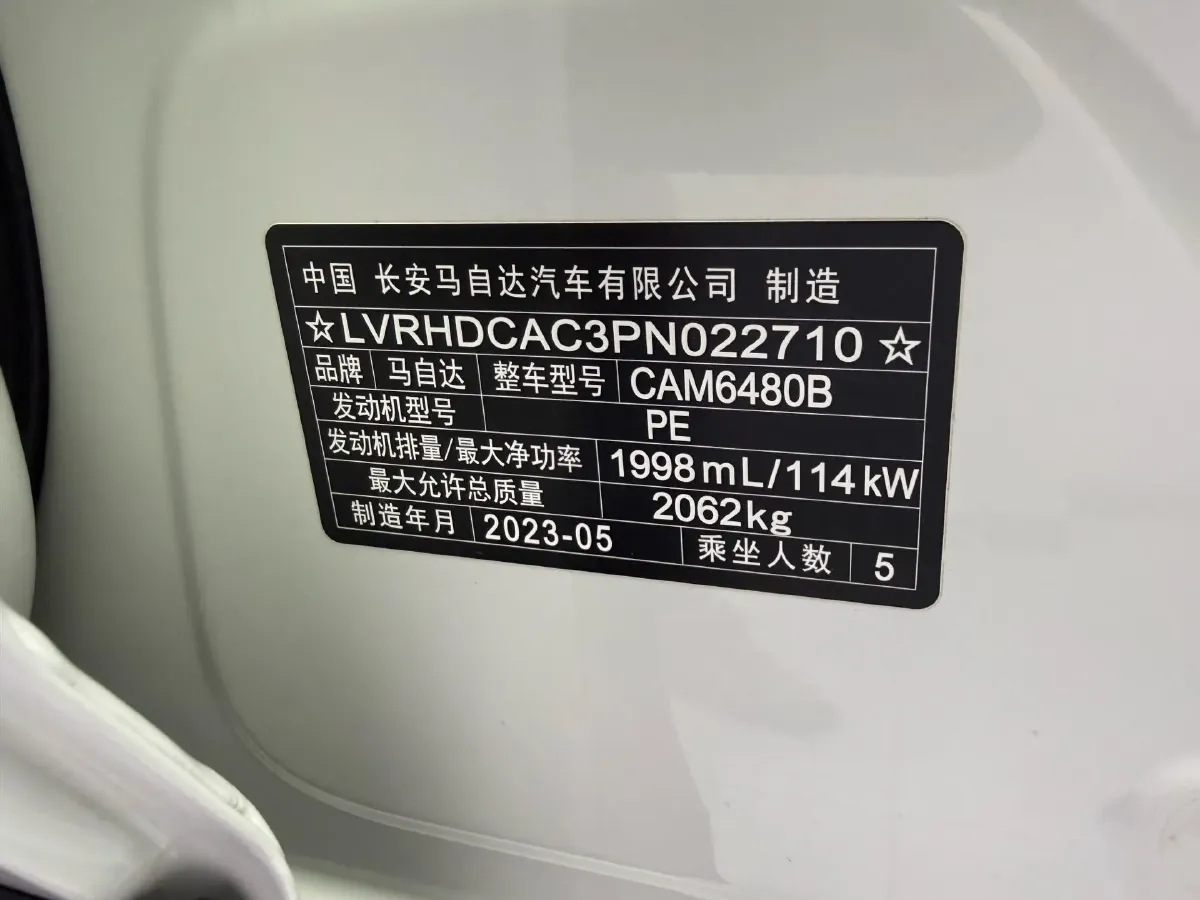 中国 长安马自达汽车有限公司 制造
☆LVRHDCAC3PN022710☆
品牌 马自达 整车型号 CAM6480B
发动机型号 PE
发动机排量/最大净功率 1998mL/114kW
最大允许总质量 2062kg
制造年月 2023-05 乘坐人数 5